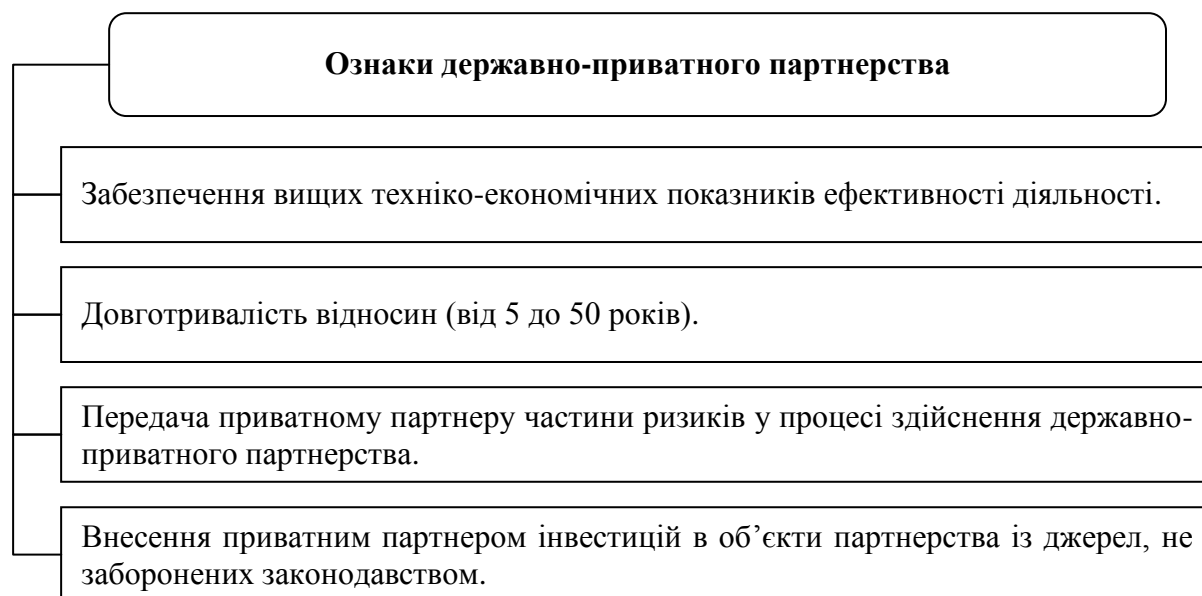 Ознаки державно-приватного партнерства
Забезпечення вищих техніко-економічних показників ефективності діяльності.
Довготривалість відносин (від 5 до 50 років).
Передача приватному партнеру частини ризиків у процесі здійснення державно-
приватного партнерства.
Внесення приватним партнером інвестицій в об’єкти партнерства із джерел, не
заборонених законодавством.